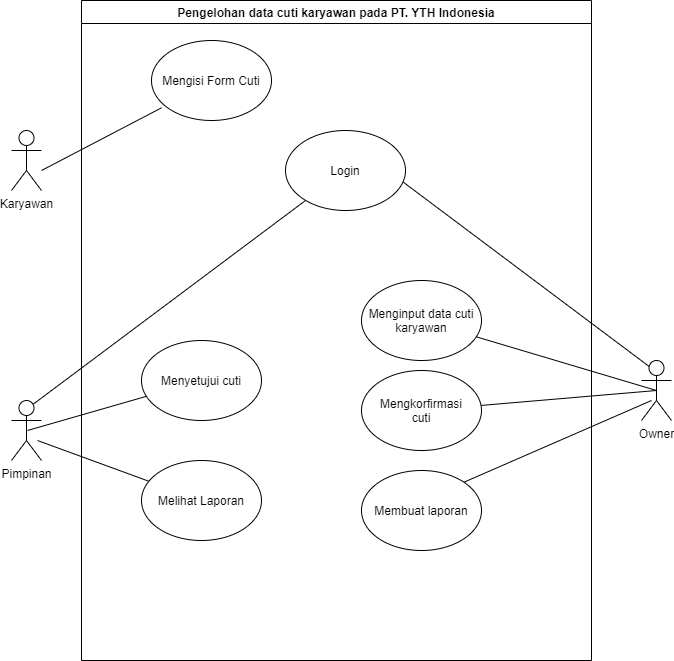 Pengelohan data cuti karyawan pada PT. YTH Indonesia
Mengisi Form Cuti
Login
Karyawan
Menginput data cuti
karyawan
Menyetujui cuti
Mengkorfirmasi
cuti
Owner
Pimpinan
Melihat Laporan
Membuat laporan